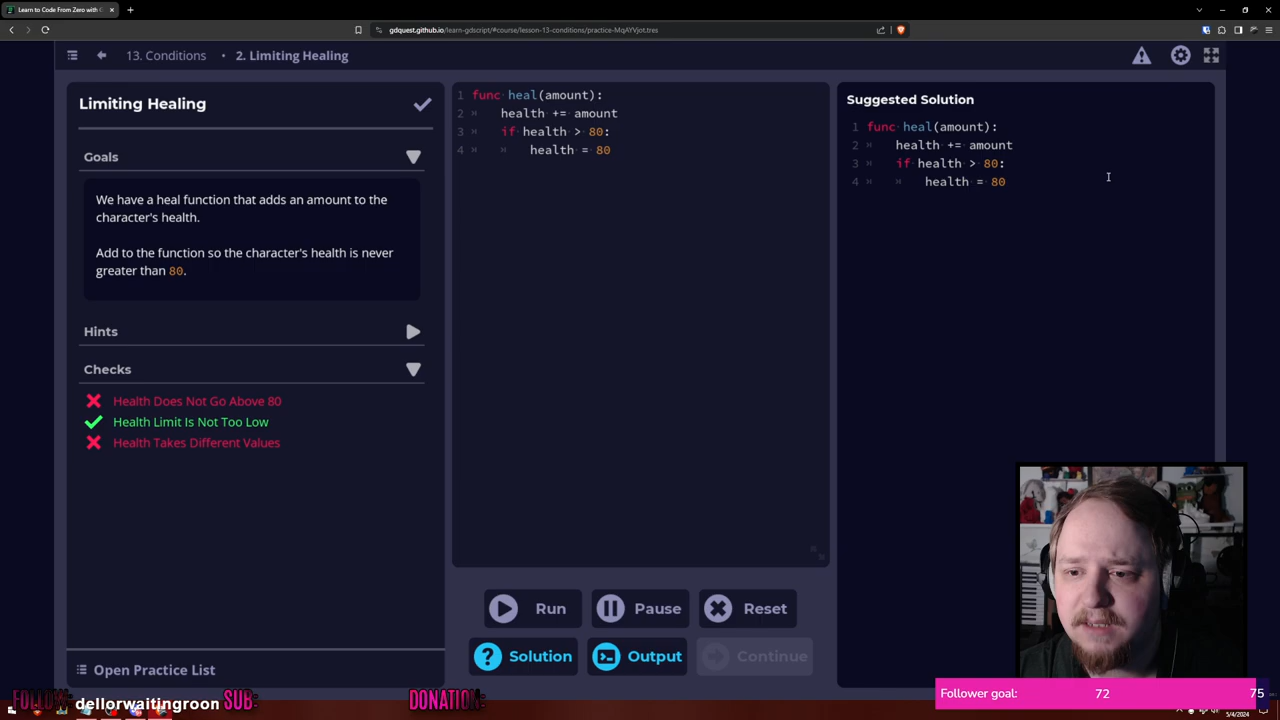 Learn to Code From Zero with
gdquest.github.io/learn-gdscript/#course/lesson-13-conditions/practice-MqAYVjot.tres
13. Conditions • 2. Limiting Healing
Limiting Healing
Goals
We have a heal function that adds an amount to the
character's health.
Add to the function so the character's health is never
greater than 80.
Hints
Checks
Health Does Not Go Above 80
Health Limit Is Not Too Low
Health Takes Different Values
Open Practice List
1 func heal(amount):
2 health += amount
3 if health > 80:
4 health = 80
Run
Pause
Reset
Solution
Output
Continue
Suggested Solution
1 func heal(amount):
2 health += amount
3 if health > 80:
4 health = 80
FOLLOW: dellorwaitingroon SUB: DONATION:
Follower goal: 72 75
5/4/2024